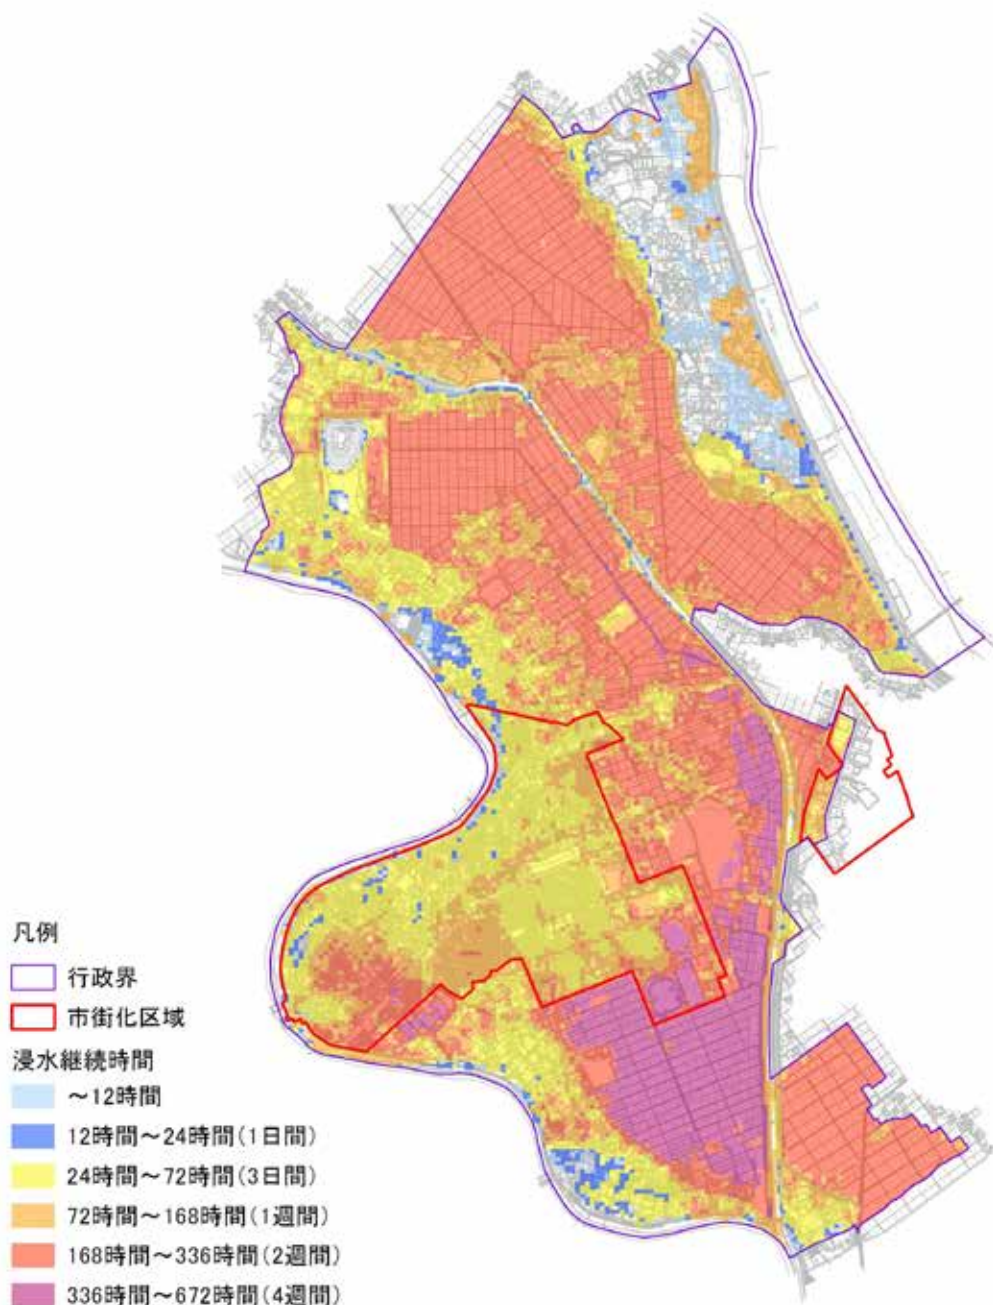 凡例
行政界
市街化区域
浸水継続時間
～12時間
12時間～24時間(1日間)
24時間～72時間(3日間)
72時間～168時間(1週間)
168時間～336時間(2週間)
336時間～672時間(4週間)